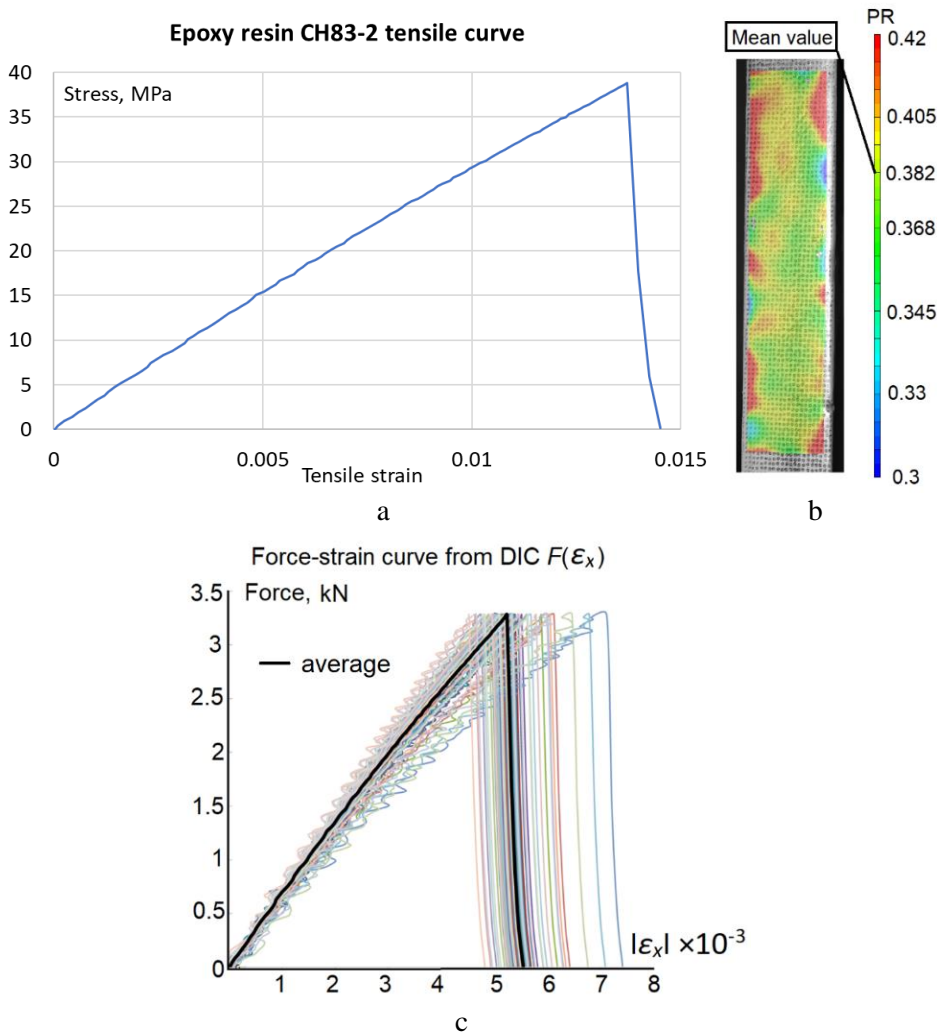 Epoxy resin CH83-2 tensile curve
Stress, MPa
40
35
30
25
20
15
10
5
0
0 0.005 0.01 0.015
Tensile strain
a
Mean value
PR
0.42
0.405
0.382
0.368
0.345
0.33
0.3
b
Force-strain curve from DIC F(εₓ)
Force, kN
3.5
3
2.5
2
1.5
1
0.5
0
average
|εₓ| ×10⁻³
1 2 3 4 5 6 7 8
c